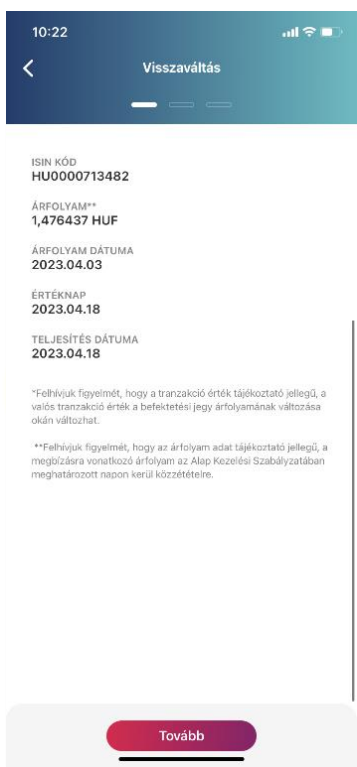 10:22
Visszaváltás
ISIN KÓD
HU0000713482
ÁRFOLYAM**
1,476437 HUF
ÁRFOLYAM DÁTUMA
2023.04.03
ÉRTÉKNAP
2023.04.18
TELJESÍTÉS DÁTUMA
2023.04.18
*Felhívjuk figyelmét, hogy a tranzakció érték tájékoztató jellegű, a
valós tranzakció érték a befektetési jegy árfolyamának változása
okán változhat.
**Felhívjuk figyelmét, hogy az árfolyam adat tájékoztató jellegű, a
megbízásra vonatkozó árfolyam az Alap Kezelési Szabályzatában
meghatározott napon kerül közzétételre.
Tovább